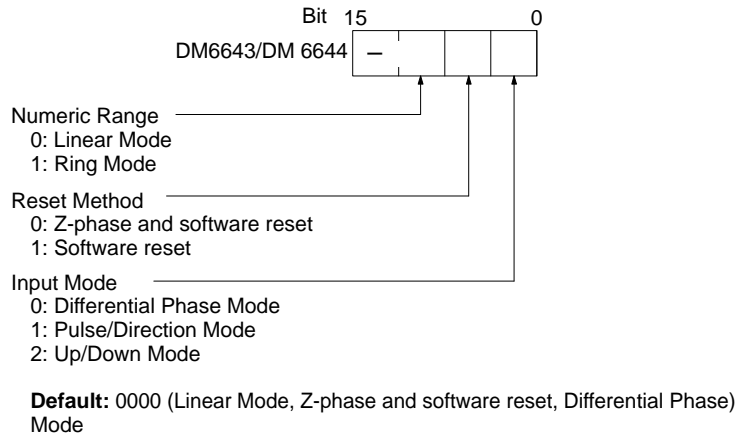 Bit 15 0
DM6643/DM 6644 –
Numeric Range
0: Linear Mode
1: Ring Mode
Reset Method
0: Z-phase and software reset
1: Software reset
Input Mode
0: Differential Phase Mode
1: Pulse/Direction Mode
2: Up/Down Mode
Default: 0000 (Linear Mode, Z-phase and software reset, Differential Phase)
Mode